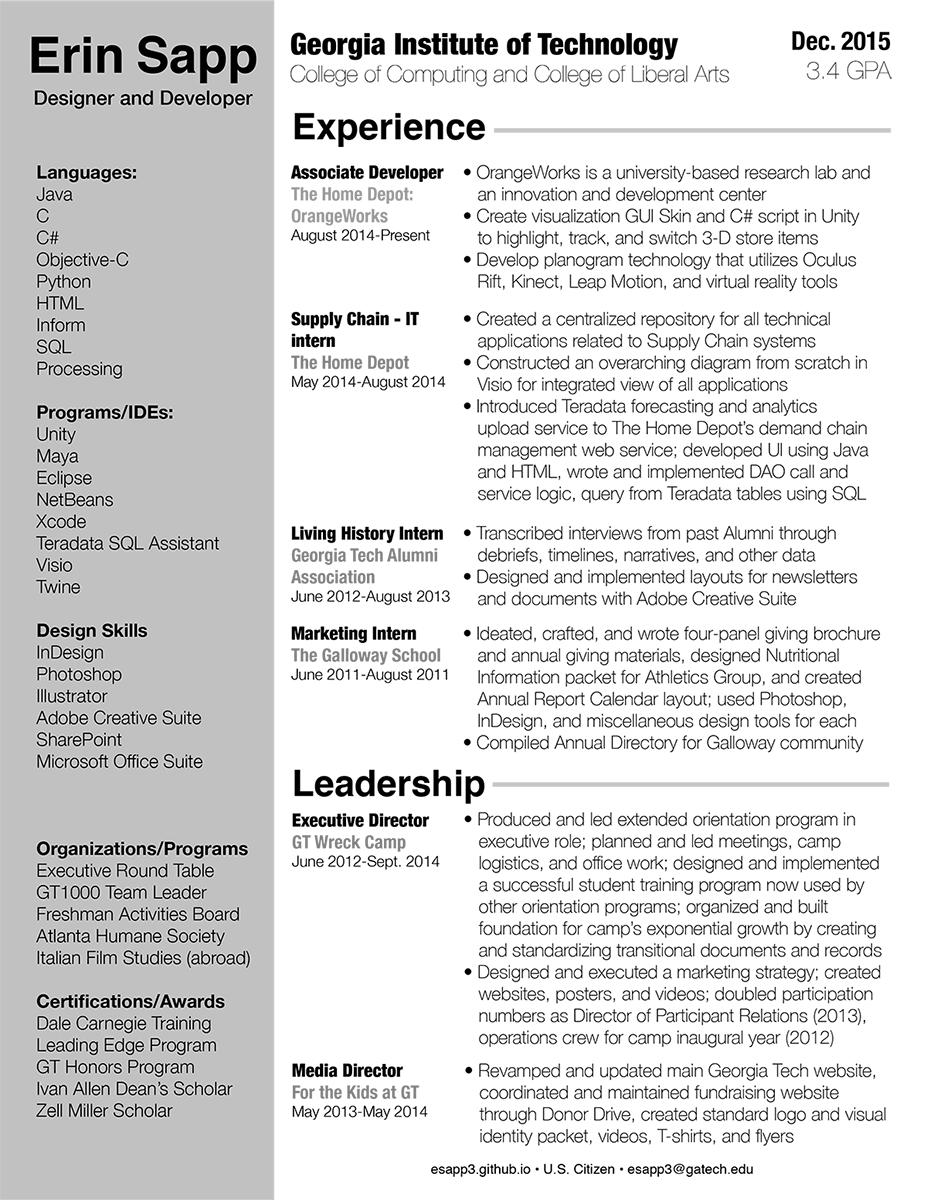 Erin Sapp
Designer and Developer
Languages:
Java
C
C#
Objective-C
Python
HTML
Inform
SQL
Processing
Programs/IDEs:
Unity
Maya
Eclipse
NetBeans
Xcode
Teradata SQL Assistant
Visio
Twine
Design Skills
InDesign
Photoshop
Illustrator
Adobe Creative Suite
SharePoint
Microsoft Office Suite
Organizations/Programs
Executive Round Table
GT1000 Team Leader
Freshman Activities Board
Atlanta Humane Society
Italian Film Studies (abroad)
Certifications/Awards
Dale Carnegie Training
Leading Edge Program
GT Honors Program
Ivan Allen Dean's Scholar
Zell Miller Scholar
Georgia Institute of Technology
Dec. 2015
College of Computing and College of Liberal Arts
3.4 GPA
Experience
Associate Developer
The Home Depot:
OrangeWorks
August 2014-Present
• OrangeWorks is a university-based research lab and
an innovation and development center
• Create visualization GUI Skin and C# script in Unity
to highlight, track, and switch 3-D store items
• Develop planogram technology that utilizes Oculus
Rift, Kinect, Leap Motion, and virtual reality tools
Supply Chain - IT
intern
The Home Depot
May 2014-August 2014
• Created a centralized repository for all technical
applications related to Supply Chain systems
• Constructed an overarching diagram from scratch in
Visio for integrated view of all applications
• Introduced Teradata forecasting and analytics
upload service to The Home Depot's demand chain
management web service; developed UI using Java
and HTML, wrote and implemented DAO call and
service logic, query from Teradata tables using SQL
Living History Intern
Georgia Tech Alumni
Association
June 2012-August 2013
• Transcribed interviews from past Alumni through
debriefs, timelines, narratives, and other data
• Designed and implemented layouts for newsletters
and documents with Adobe Creative Suite
Marketing Intern
The Galloway School
June 2011-August 2011
• Ideated, crafted, and wrote four-panel giving brochure
and annual giving materials, designed Nutritional
Information packet for Athletics Group, and created
Annual Report Calendar layout; used Photoshop,
InDesign, and miscellaneous design tools for each
• Compiled Annual Directory for Galloway community
Leadership
Executive Director
GT Wreck Camp
June 2012-Sept. 2014
• Produced and led extended orientation program in
executive role; planned and led meetings, camp
logistics, and office work; designed and implemented
a successful student training program now used by
other orientation programs; organized and built
foundation for camp's exponential growth by creating
and standardizing transitional documents and records
• Designed and executed a marketing strategy; created
websites, posters, and videos; doubled participation
numbers as Director of Participant Relations (2013),
operations crew for camp inaugural year (2012)
Media Director
For the Kids at GT
May 2013-May 2014
• Revamped and updated main Georgia Tech website,
coordinated and maintained fundraising website
through Donor Drive, created standard logo and visual
identity packet, videos, T-shirts, and flyers
esapp3.github.io • U.S. Citizen • esapp3@gatech.edu